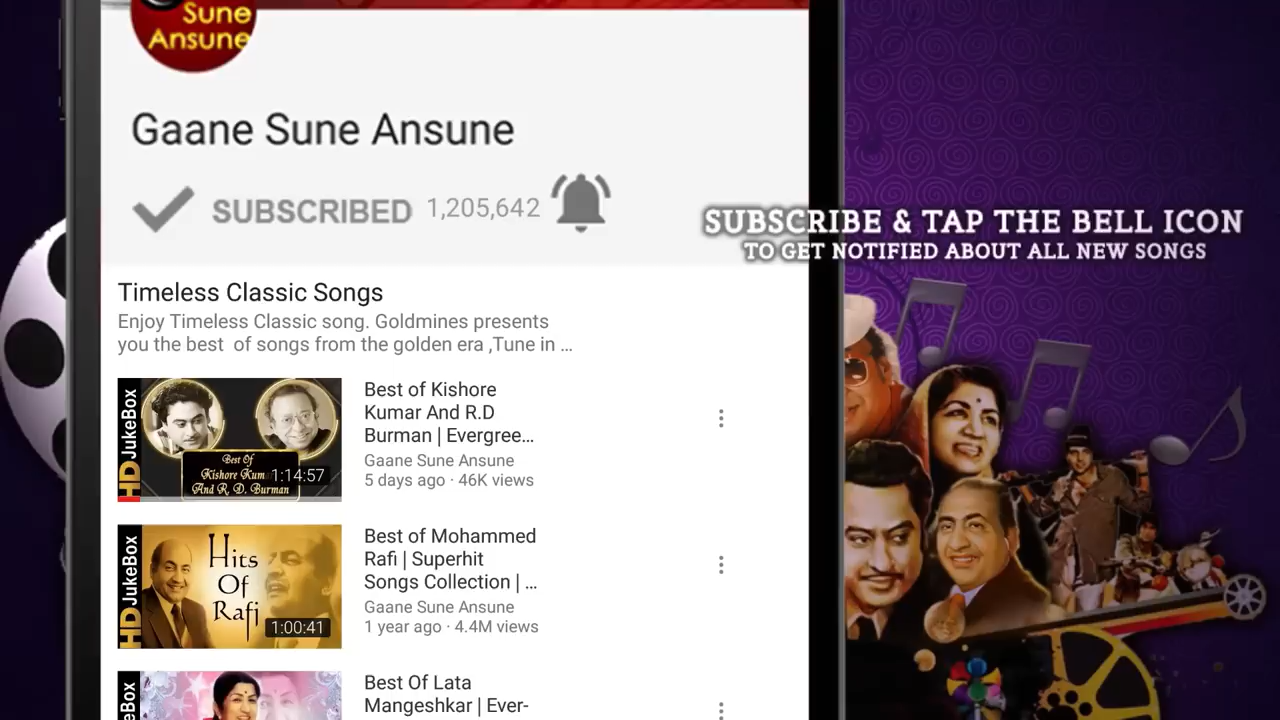 Sune
Ansune
Gaane Sune Ansune
SUBSCRIBED 1,205,642
SUBSCRIBE & TAP THE BELL ICON
TO GET NOTIFIED ABOUT ALL NEW SONGS
Timeless Classic Songs
Enjoy Timeless Classic song. Goldmines presents
you the best of songs from the golden era ,Tune in ...
HD JukeBox
Best Of
Kishore Kum
And R. D. Burman
1:14:57
Best of Kishore
Kumar And R.D
Burman | Evergree...
Gaane Sune Ansune
5 days ago · 46K views
HD JukeBox
Hits
Of
Rafi
1:00:41
Best of Mohammed
Rafi | Superhit
Songs Collection | ...
Gaane Sune Ansune
1 year ago · 4.4M views
eBox
Best Of Lata
Mangeshkar | Ever-